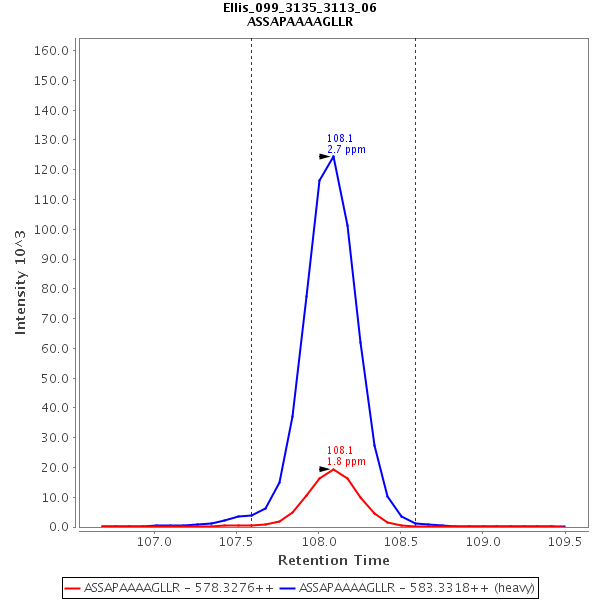 Ellis_099_3135_3113_06
ASSAPAAAAGLLR
Intensity 10^3
160.0
150.0
140.0
130.0
120.0
110.0
100.0
90.0
80.0
70.0
60.0
50.0
40.0
30.0
20.0
10.0
0.0
108.1
2.7 ppm
108.1
1.8 ppm
107.0 107.5 108.0 108.5 109.0 109.5
Retention Time
ASSAPAAAAGLLR - 578.3276++ ASSAPAAAAGLLR - 583.3318++ (heavy)